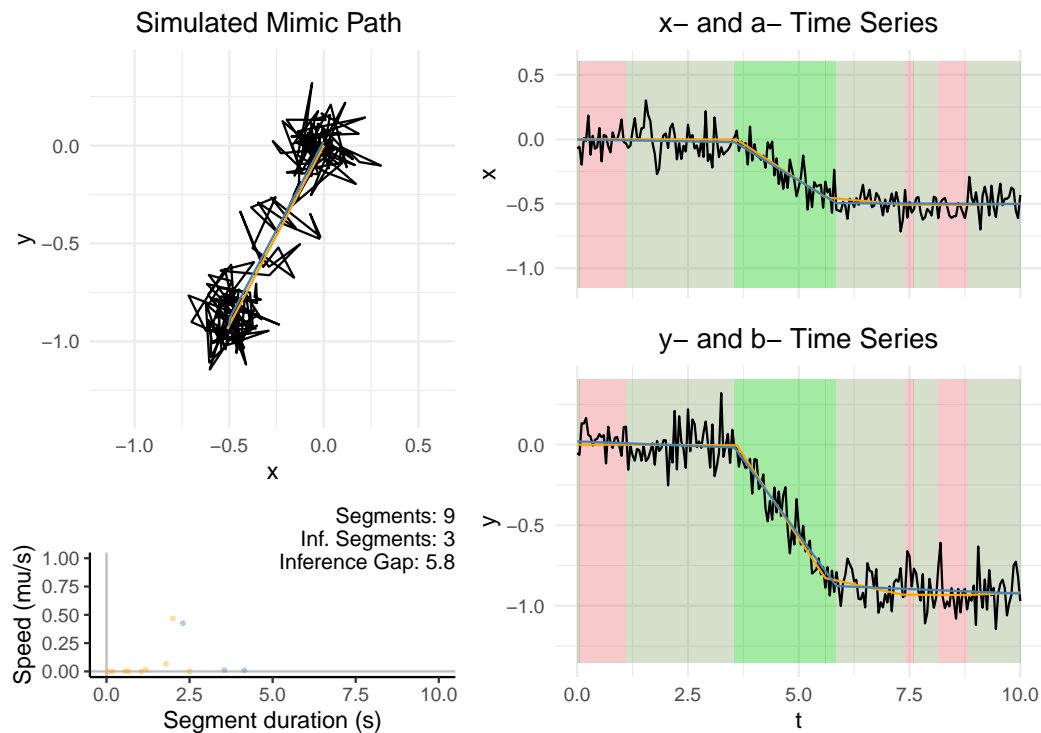 Simulated Mimic Path
0.0
−0.5
−1.0
y
−1.0
−0.5
0.0
0.5
x
x− and a− Time Series
0.5
0.0
−0.5
−1.0
x
y− and b− Time Series
0.0
−0.5
−1.0
y
0.0
2.5
5.0
7.5
10.0
t
Segments: 9
Inf. Segments: 3
Inference Gap: 5.8
1.00
0.75
0.50
0.25
0.00
Speed (mu/s)
0.0
2.5
5.0
7.5
10.0
Segment duration (s)